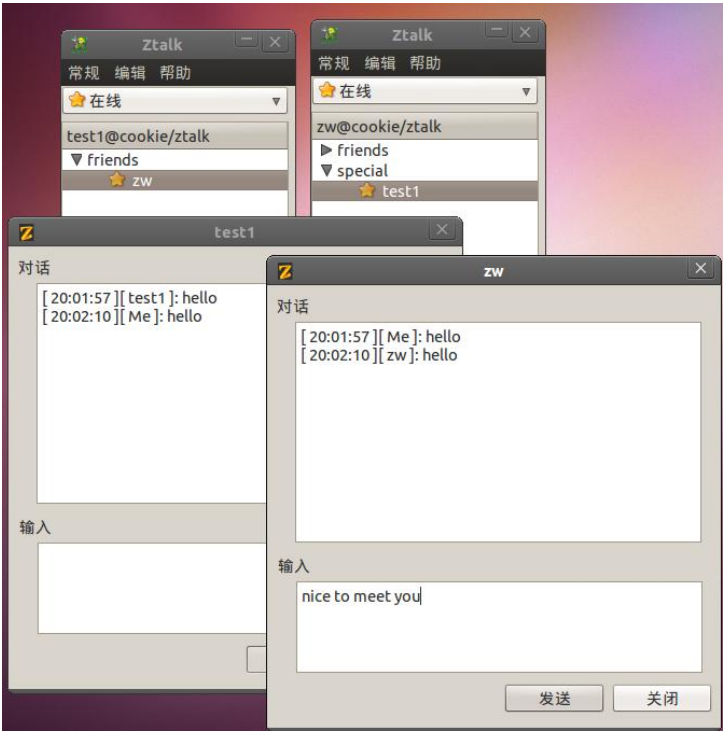 Ztalk
常规 编辑 帮助
在线
test1@cookie/ztalk
friends
zw
Ztalk
常规 编辑 帮助
在线
zw@cookie/ztalk
friends
special
test1
test1
对话
[ 20:01:57 ][ test1 ]: hello
[ 20:02:10 ][ Me ]: hello
输入
zw
对话
[ 20:01:57 ][ Me ]: hello
[ 20:02:10 ][ zw ]: hello
输入
nice to meet you
发送 关闭